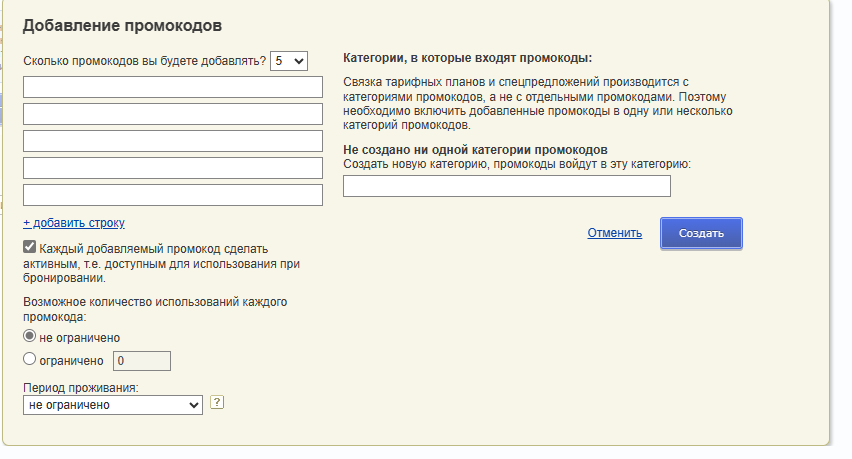 Добавление промокодов
Сколько промокодов вы будете добавлять? 5
+ добавить строку
Каждый добавляемый промокод сделать
активным, т.е. доступным для использования при
бронировании.
Возможное количество использований каждого
промокода:
не ограничено
ограничено 0
Период проживания:
не ограничено ?
Категории, в которые входят промокоды:
Связка тарифных планов и спецпредложений производится с
категориями промокодов, а не с отдельными промокодами. Поэтому
необходимо включить добавленные промокоды в одну или несколько
категорий промокодов.
Не создано ни одной категории промокодов
Создать новую категорию, промокоды войдут в эту категорию:
Отменить Создать